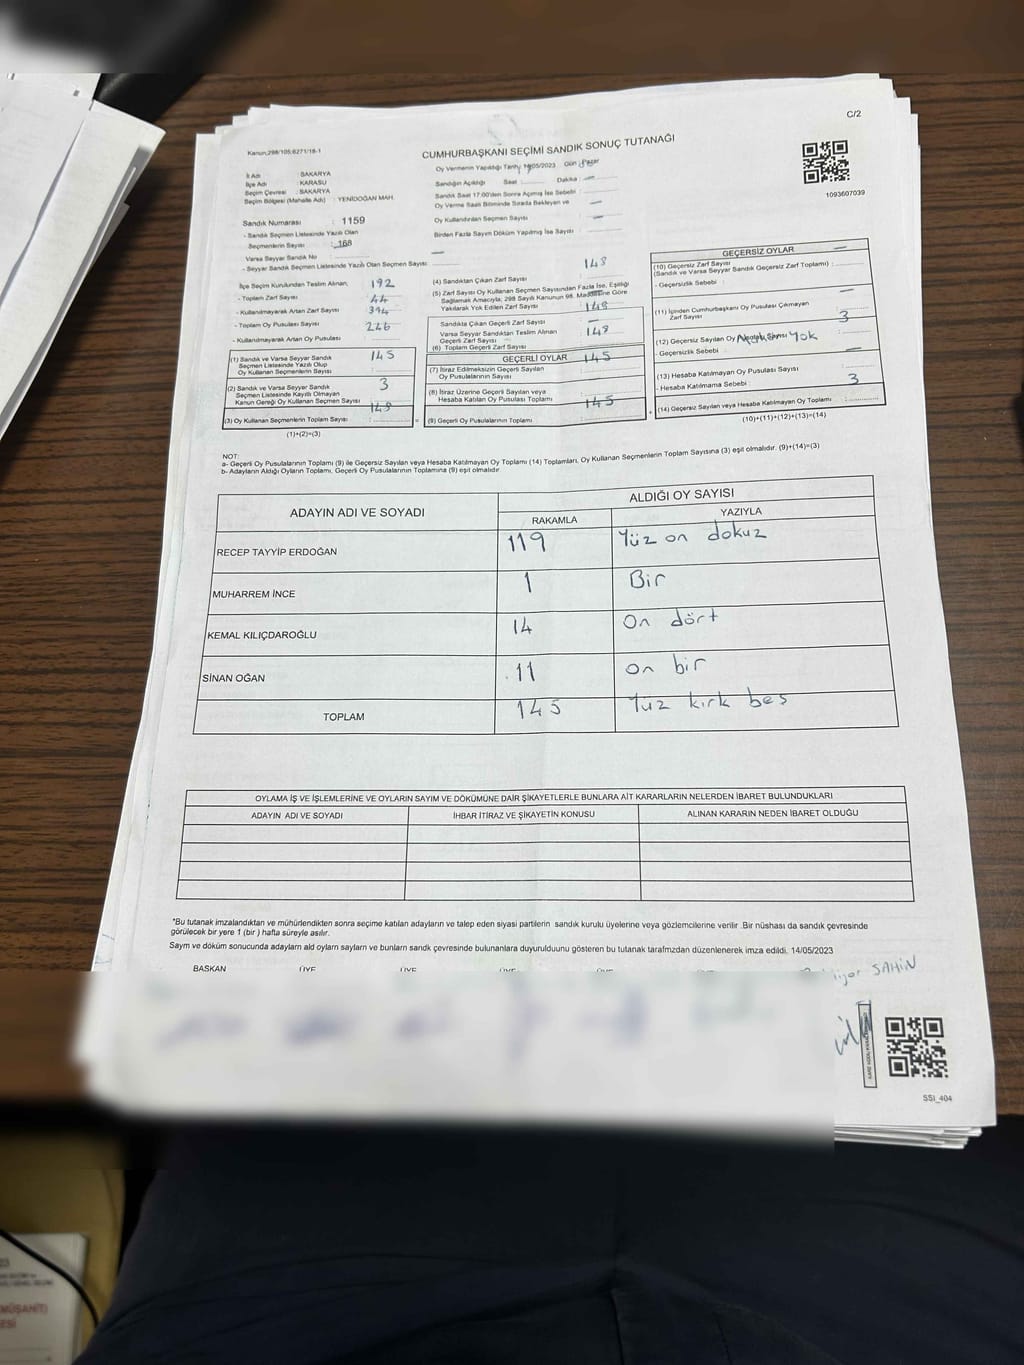 C/2
Kanun:298/105;6271/18-1
CUMHURBAŞKANI SEÇİMİ SANDIK SONUÇ TUTANAĞI
İl Adı : SAKARYA
İlçe Adı : KARASU
Seçim Çevresi : SAKARYA
Seçim Bölgesi (Mahalle Adı) : YENİDOĞAN MAH.
Sandık Numarası : 1159
- Sandık Seçmen Listesinde Yazılı Olan
Seçmenlerin Sayısı : 168
Varsa Seyyar Sandık No
- Seyyar Sandık Seçmen Listesinde Yazılı Olan Seçmen Sayısı :
Oy Vermenin Yapıldığı Tarih: 14/05/2023 Gün: Pazar
Sandığın Açıldığı Saat Dakika :
Sandık Saat 17:00'den Sonra Açılmış İse Sebebi :
Oy Verme Saati Bitiminde Sırada Bekleyen ve
Oy Kullandırılan Seçmen Sayısı :
Birden Fazla Sayım Döküm Yapılmış İse Sayısı :
1093607039
İlçe Seçim Kurulundan Teslim Alınan;
- Toplam Zarf Sayısı : 192
- Kullanılmayarak Artan Zarf Sayısı : 44
- Toplam Oy Pusulası Sayısı : 394
- Kullanılmayarak Artan Oy Pusulası : 246
(1) Sandık ve Varsa Seyyar Sandık
Seçmen Listesinde Yazılı Olup
Oy Kullanan Seçmenlerin Sayısı : 145
(2) Sandık ve Varsa Seyyar Sandık
Seçmen Listesinde Kayıtlı Olmayan
Kanun Gereği Oy Kullanan Seçmen Sayısı : 3
(3) Oy Kullanan Seçmenlerin Toplam Sayısı : 148
(1)+(2)=(3)
(4) Sandıktan Çıkan Zarf Sayısı : 148
(5) Zarf Sayısı Oy Kullanan Seçmen Sayısından Fazla İse, Eşitliği
Sağlamak Amacıyla, 298 Sayılı Kanunun 98. Maddesine Göre
Yakılarak Yok Edilen Zarf Sayısı :
Sandıkta Çıkan Geçerli Zarf Sayısı : 148
Varsa Seyyar Sandıktan Teslim Alınan
Geçerli Zarf Sayısı
(6) Toplam Geçerli Zarf Sayısı : 148
GEÇERLİ OYLAR
(7) İtiraz Edilmeksizin Geçerli Sayılan
Oy Pusulalarının Sayısı : 145
(8) İtiraz Üzerine Geçerli Sayılan veya
Hesaba Katılan Oy Pusulası Toplamı
(9) Geçerli Oy Pusulalarının Toplamı : 145
GEÇERSİZ OYLAR
(10) Geçersiz Zarf Sayısı
(Sandık ve Varsa Seyyar Sandık Geçersiz Zarf Toplamı) :
- Geçersizlik Sebebi :
(11) İçinden Cumhurbaşkanı Oy Pusulası Çıkmayan
Zarf Sayısı
(12) Geçersiz Sayılan Oy Pusulası Sayısı 3
- Geçersizlik Sebebi : yok
(13) Hesaba Katılmayan Oy Pusulası Sayısı
- Hesaba Katılmama Sebebi :
(14) Geçersiz Sayılan veya Hesaba Katılmayan Oy Toplamı : 3
(10)+(11)+(12)+(13)=(14)
NOT:
a- Geçerli Oy Pusulalarının Toplamı (9) ile Geçersiz Sayılan veya Hesaba Katılmayan Oy Toplamı (14) Toplamları, Oy Kullanan Seçmenlerin Toplam Sayısına (3) eşit olmalıdır. (9)+(14)=(3)
b- Adayların Aldığı Oyların Toplamı, Geçerli Oy Pusulalarının Toplamına (9) eşit olmalıdır
ADAYIN ADI VE SOYADI ALDIĞI OY SAYISI
RAKAMLA YAZIYLA
RECEP TAYYİP ERDOĞAN 119 Yüz on dokuz
MUHARREM İNCE 1 Bir
KEMAL KILIÇDAROĞLU 14 On dört
SİNAN OĞAN 11 on bir
TOPLAM 145 Yüz kırk beş
OYLAMA İŞ VE İŞLEMLERİNE VE OYLARIN SAYIM VE DÖKÜMÜNE DAİR ŞİKAYETLERLE BUNLARA AİT KARARLARIN NELERDEN İBARET BULUNDUKLARI
ADAYIN ADI VE SOYADI İHBAR İTİRAZ VE ŞİKAYETİN KONUSU ALINAN KARARIN NEDEN İBARET OLDUĞU
*Bu tutanak imzalandıktan ve mühürlendikten sonra seçime katılan adayların ve talep eden siyasi partilerin sandık kurulu üyelerine veya gözlemcilerine verilir .Bir nüshası da sandık çevresinde
görülecek bir yere 1 (bir ) hafta süreyle asılır.
Saym ve döküm sonucunda adaylarn ald oylarn saylarn ve bunlarn sandk çevresinde bulunanlara duyurulduunu gösteren bu tutanak tarafmzdan düzenlenerek imza edildi. 14/05/2023
BAŞKAN ÜYE ÜYE ÜYE ÜYE
ŞAHİN
SSI_404